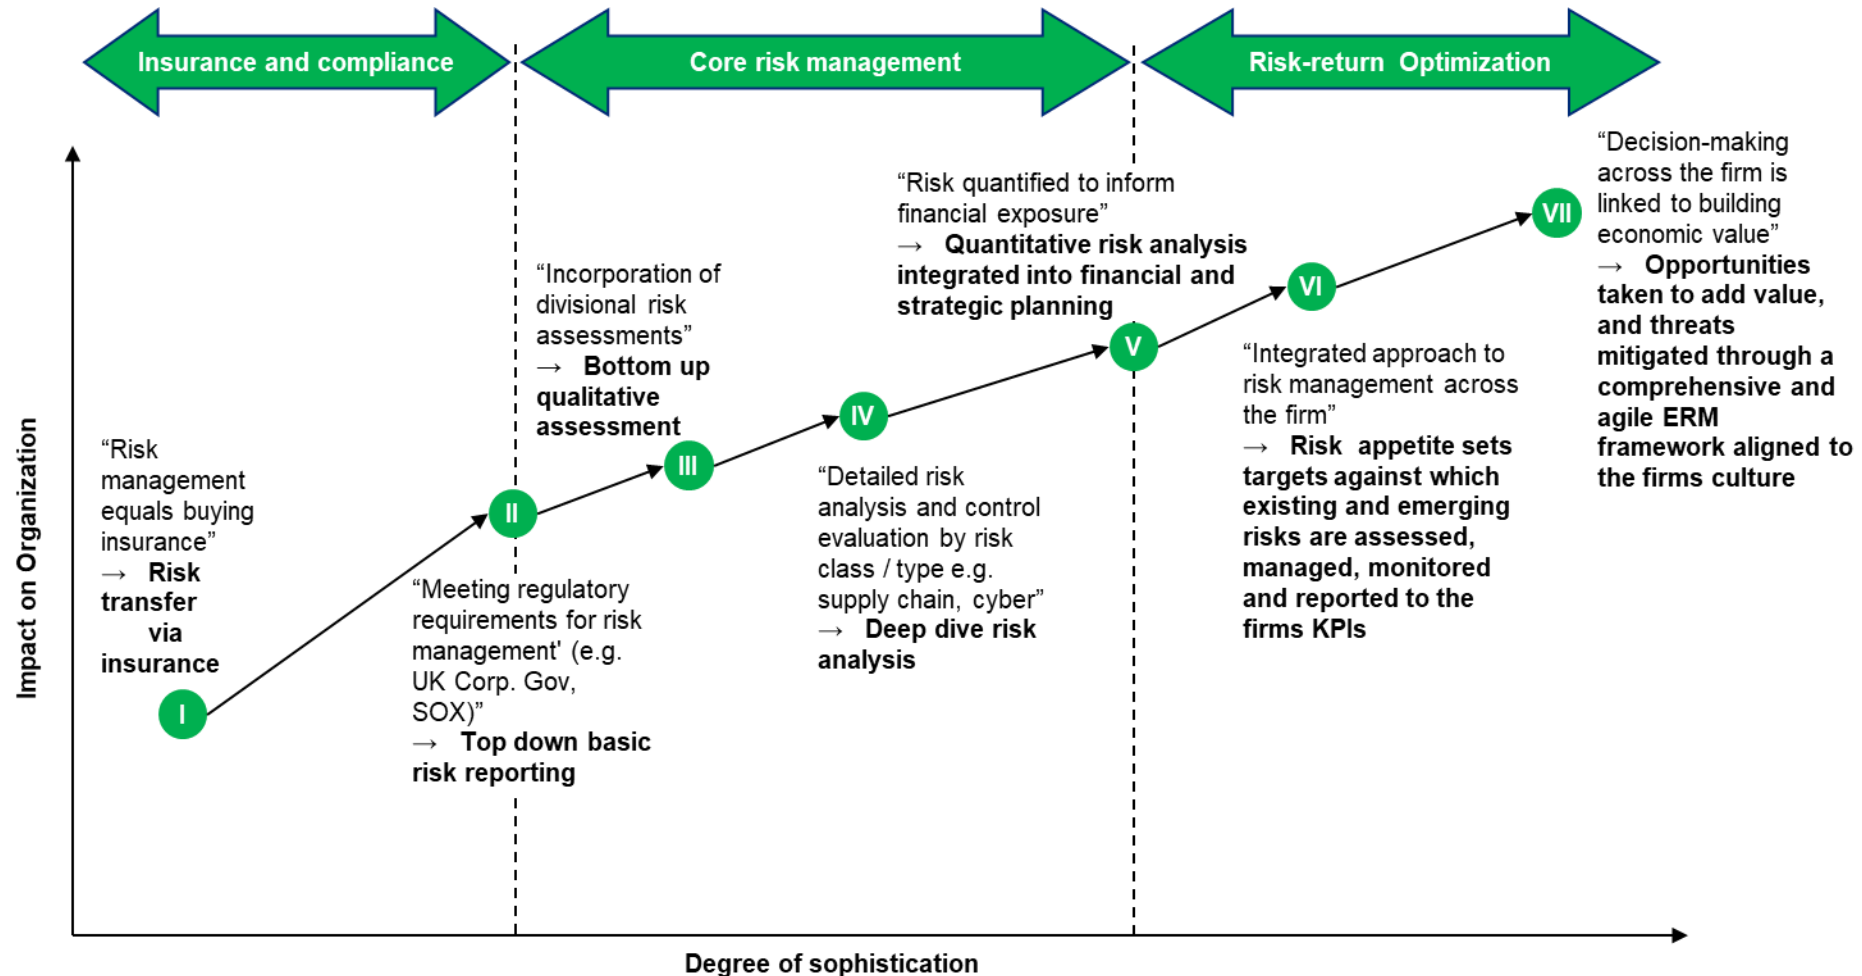 Insurance and compliance
Core risk management
Risk-return Optimization
Impact on Organization
“Risk
management
equals buying
insurance”
→ Risk
transfer
via
insurance
I
II
“Meeting regulatory
requirements for risk
management' (e.g.
UK Corp. Gov,
SOX)”
→ Top down basic
risk reporting
“Incorporation of
divisional risk
assessments”
→ Bottom up
qualitative
assessment
III
IV
“Detailed risk
analysis and control
evaluation by risk
class / type e.g.
supply chain, cyber”
→ Deep dive risk
analysis
“Risk quantified to inform
financial exposure”
→ Quantitative risk analysis
integrated into financial and
strategic planning
V
VI
“Integrated approach to
risk management across
the firm”
→ Risk appetite sets
targets against which
existing and emerging
risks are assessed,
managed, monitored
and reported to the
firms KPIs
VII
“Decision-making
across the firm is
linked to building
economic value”
→ Opportunities
taken to add value,
and threats
mitigated through a
comprehensive and
agile ERM
framework aligned to
the firms culture
Degree of sophistication